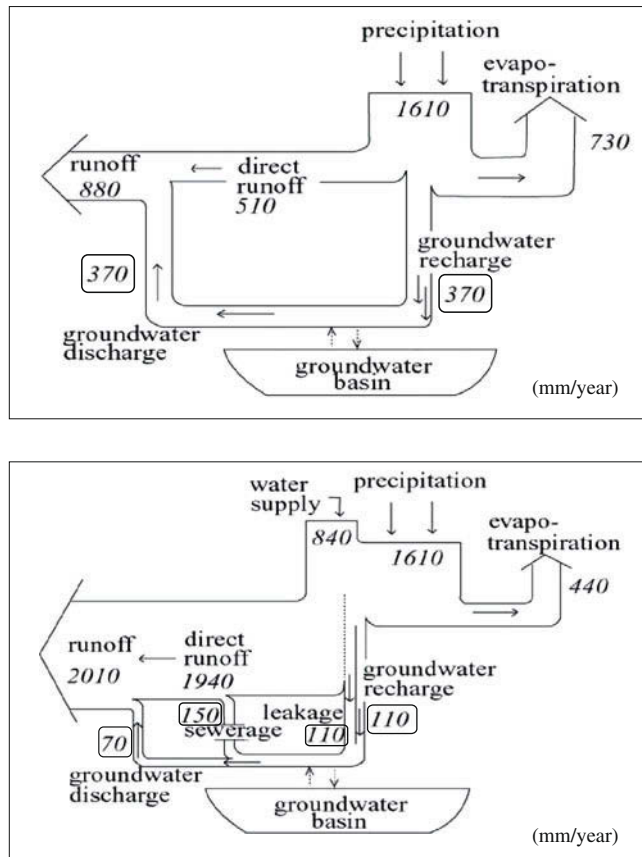 precipitation
evapo-
transpiration
1610
730
runoff
direct
runoff
880
510
groundwater
recharge
370
370
groundwater
discharge
groundwater
basin
(mm/year)
water
supply
precipitation
evapo-
transpiration
840
1610
440
runoff
direct
runoff
2010
1940
groundwater
recharge
150
leakage
110
110
sewerage
70
groundwater
discharge
groundwater
basin
(mm/year)